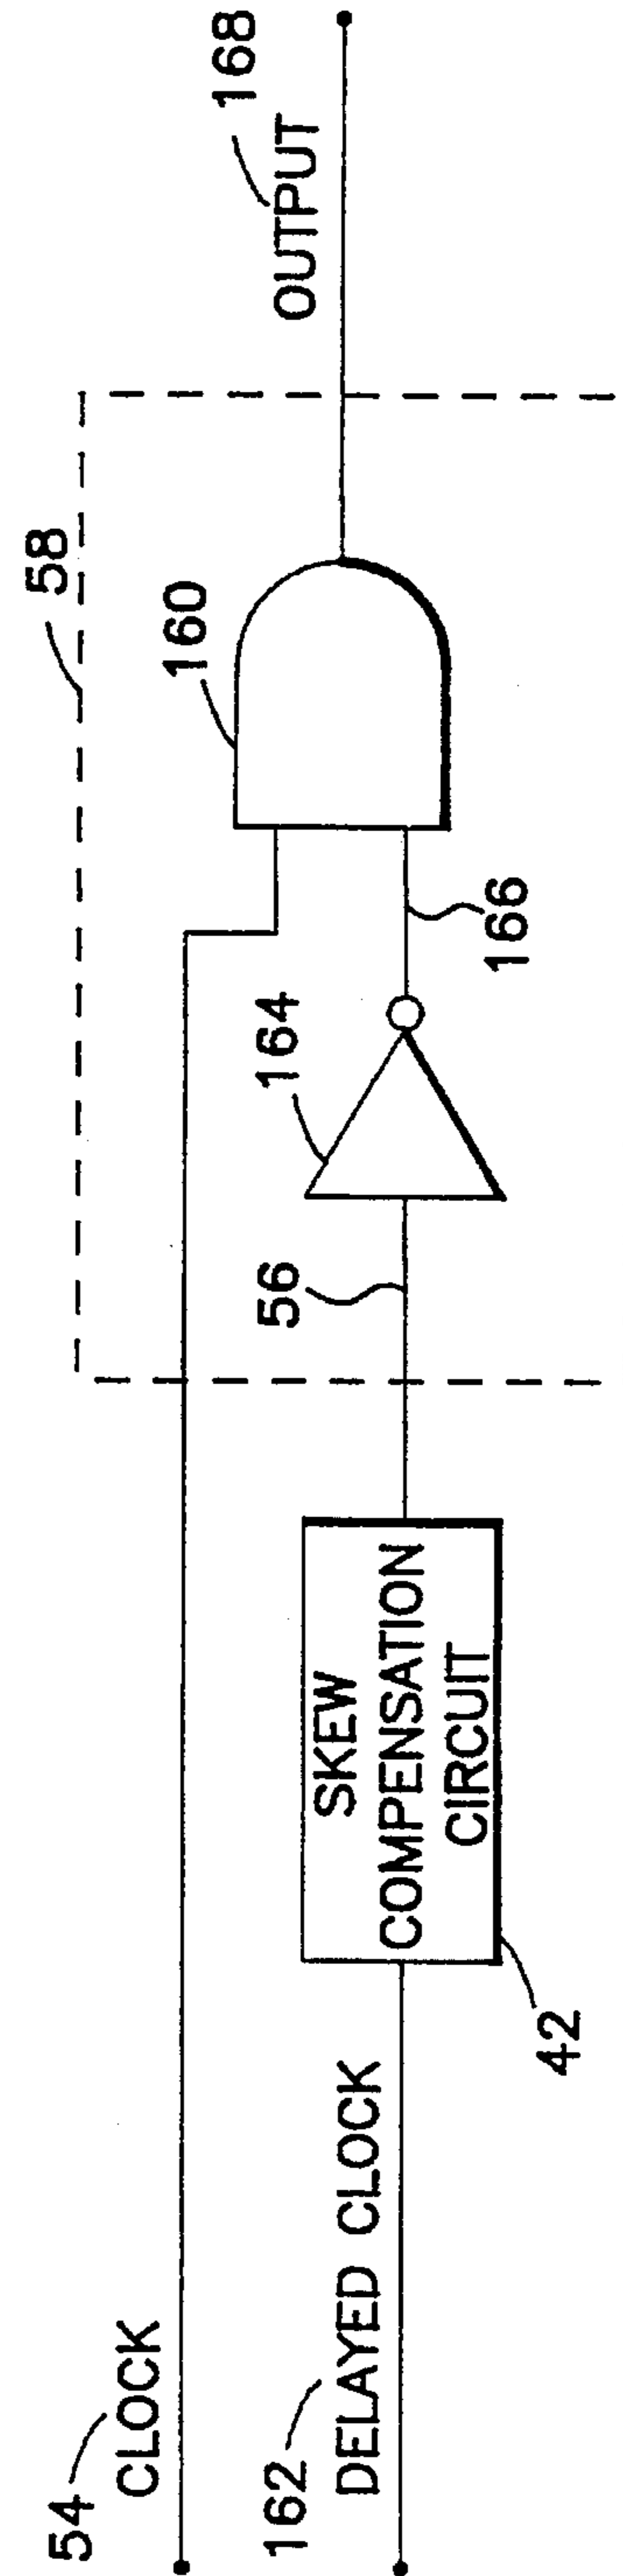 54
CLOCK
162
DELAYED CLOCK
42
SKEW
COMPENSATION
CIRCUIT
56
58
164
166
160
168
OUTPUT